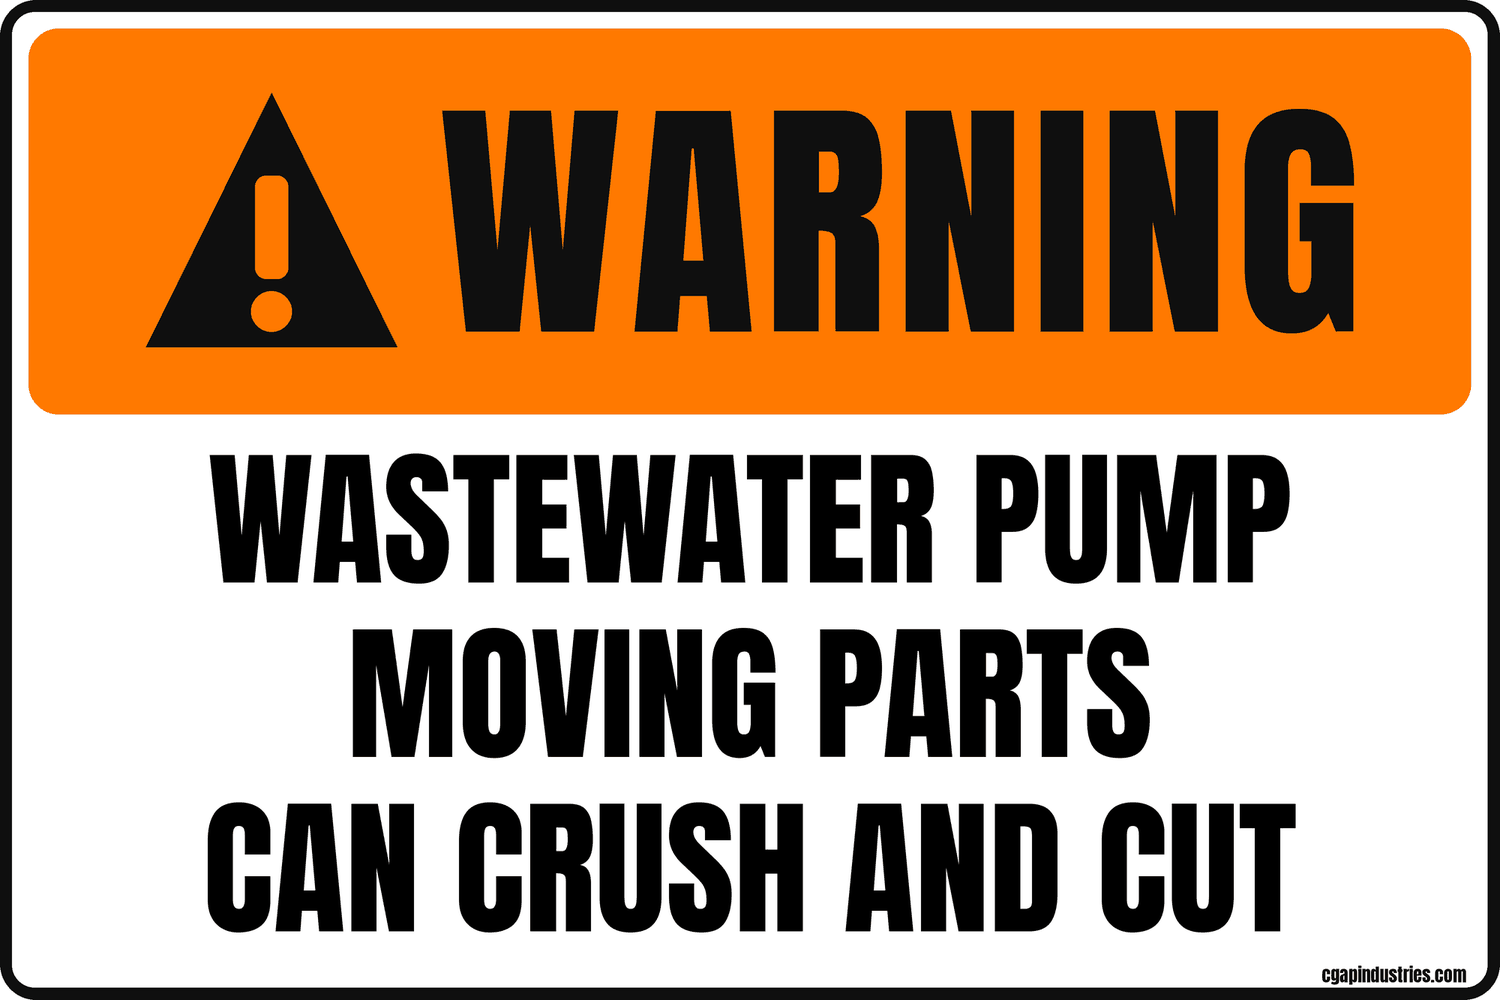 WARNING
WASTEWATER PUMP
MOVING PARTS
CAN CRUSH AND CUT
cgapindustries.com